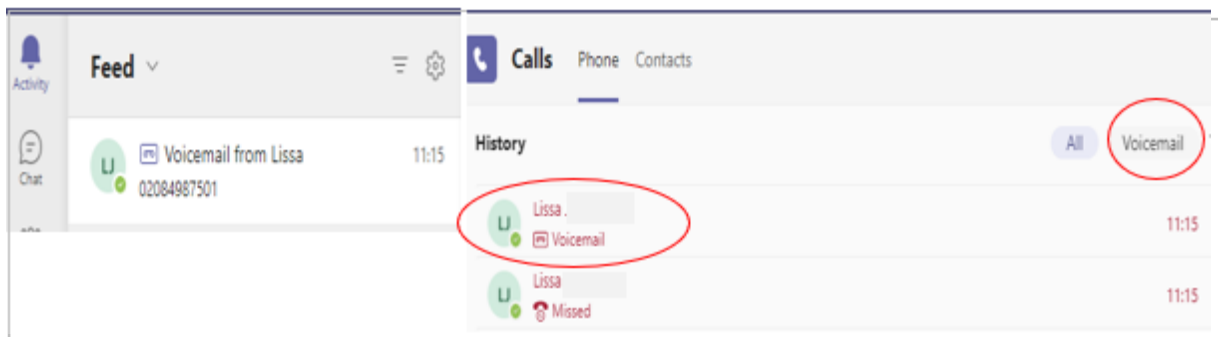 Activity
Feed
Chat
LJ
Voicemail from Lissa
11:15
02084987501
Calls
Phone
Contacts
History
All
Voicemail
LJ
Lissa .
Voicemail
11:15
LJ
Lissa
Missed
11:15